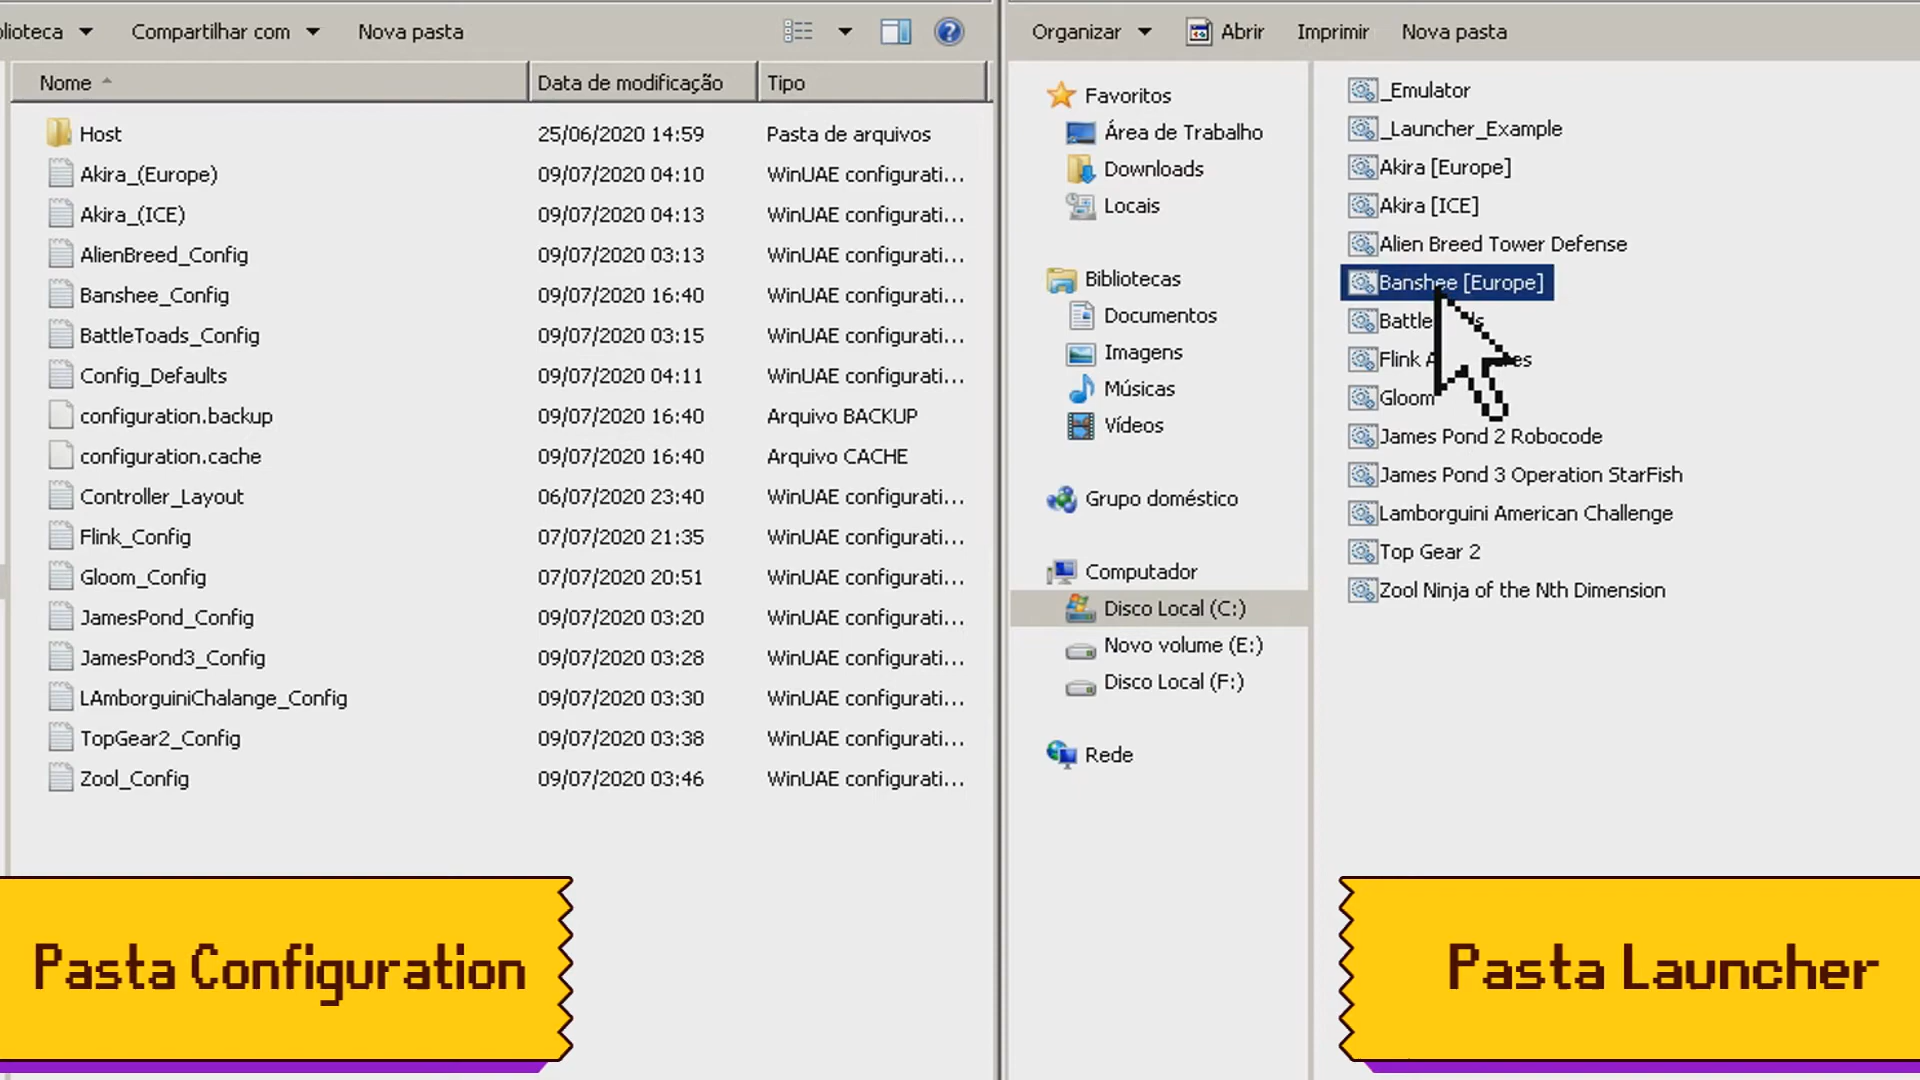 blioteca
Compartilhar com
Nova pasta
Nome
Data de modificação
Tipo
Host 25/06/2020 14:59 Pasta de arquivos
Akira_(Europe) 09/07/2020 04:10 WinUAE configurati...
Akira_(ICE) 09/07/2020 04:13 WinUAE configurati...
AlienBreed_Config 09/07/2020 03:13 WinUAE configurati...
Banshee_Config 09/07/2020 16:40 WinUAE configurati...
BattleToads_Config 09/07/2020 03:15 WinUAE configurati...
Config_Defaults 09/07/2020 04:11 WinUAE configurati...
configuration.backup 09/07/2020 16:40 Arquivo BACKUP
configuration.cache 09/07/2020 16:40 Arquivo CACHE
Controller_Layout 06/07/2020 23:40 WinUAE configurati...
Flink_Config 07/07/2020 21:35 WinUAE configurati...
Gloom_Config 07/07/2020 20:51 WinUAE configurati...
JamesPond_Config 09/07/2020 03:20 WinUAE configurati...
JamesPond3_Config 09/07/2020 03:28 WinUAE configurati...
LAmborguiniChalange_Config 09/07/2020 03:30 WinUAE configurati...
TopGear2_Config 09/07/2020 03:38 WinUAE configurati...
Zool_Config 09/07/2020 03:46 WinUAE configurati...
Pasta Configuration
Organizar
Abrir
Imprimir
Nova pasta
Favoritos
Área de Trabalho
Downloads
Locais
Bibliotecas
Documentos
Imagens
Músicas
Vídeos
Grupo doméstico
Computador
Disco Local (C:)
Novo volume (E:)
Disco Local (F:)
Rede
_Emulator
_Launcher_Example
Akira [Europe]
Akira [ICE]
Alien Breed Tower Defense
Banshee [Europe]
Flink
Gloom
James Pond 2 Robocode
James Pond 3 Operation StarFish
Lamborguini American Challenge
Top Gear 2
Zool Ninja of the Nth Dimension
Pasta Launcher